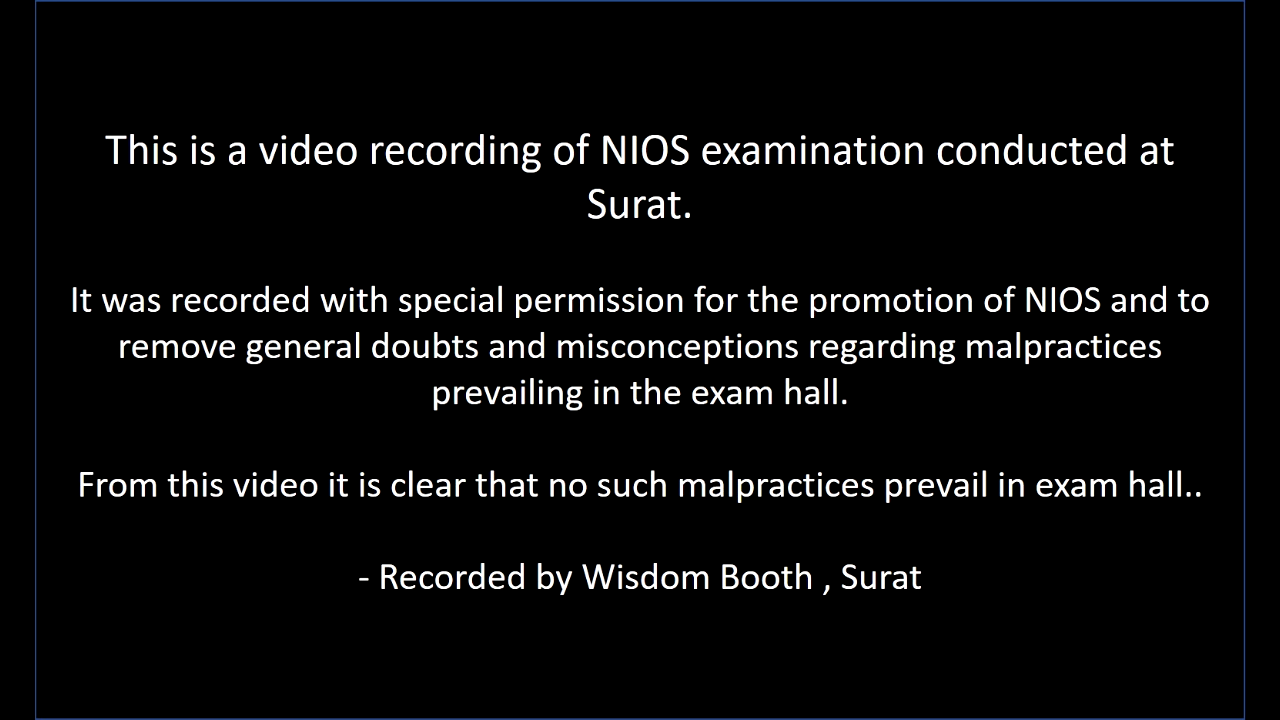 This is a video recording of NIOS examination conducted at
Surat.
It was recorded with special permission for the promotion of NIOS and to
remove general doubts and misconceptions regarding malpractices
prevailing in the exam hall.
From this video it is clear that no such malpractices prevail in exam hall..
- Recorded by Wisdom Booth , Surat